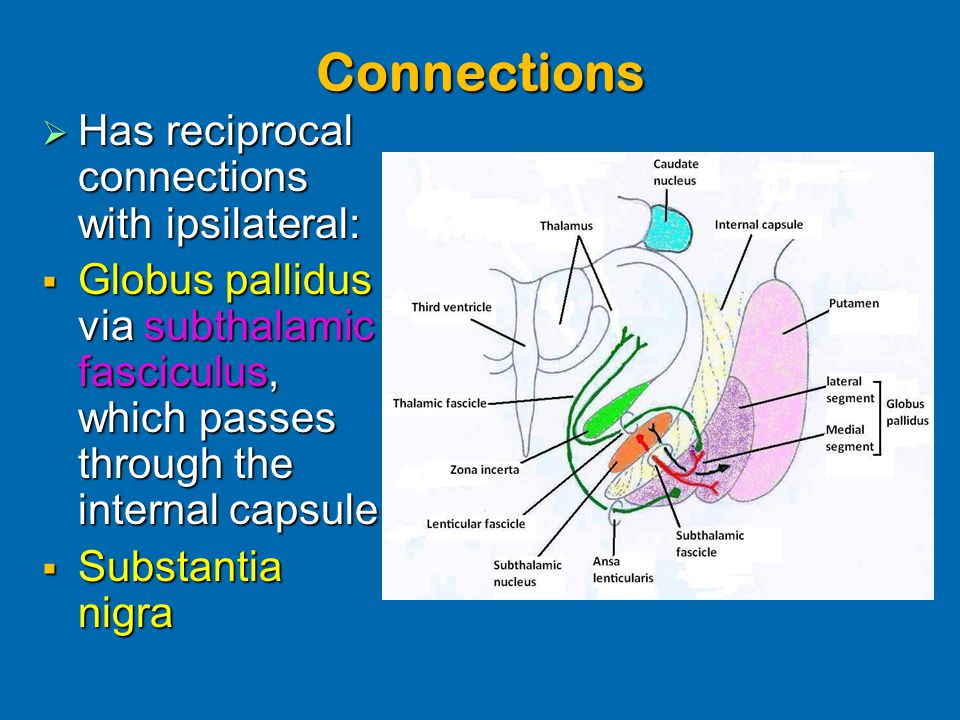 Connections
➢ Has reciprocal
connections
with ipsilateral:
▪ Globus pallidus
via subthalamic
fasciculus,
which passes
through the
internal capsule
▪ Substantia
nigra
Caudate
nucleus
Thalamus
Internal capsule
Third ventricle
Putamen
lateral
segment
Globus
pallidus
Medial
segment
Thalamic fascicle
Zona incerta
Lenticular fascicle
Subthalamic
nucleus
Ansa
lenticularis
Subthalamic
fascicle